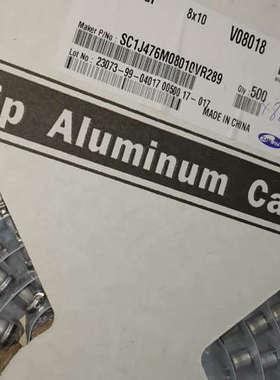 8x10 V08018
Maker P/No : SC1J476M08010VR289
Lot No : 23073-99-04017 00500 17-017
Qty : 500
MADE IN CHINA
ip Aluminum Ca